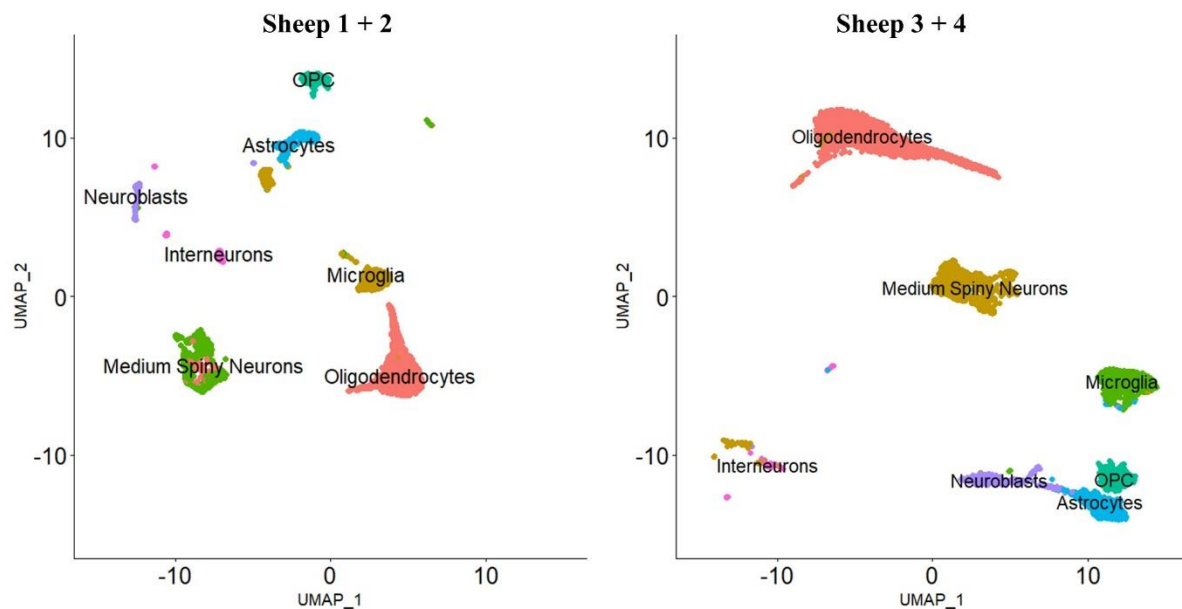 Sheep 1 + 2
OPC
Astrocytes
Neuroblasts
Interneurons
Microglia
Medium Spiny Neurons
Oligodendrocytes
10
0
-10
UMAP_2
-10
0
10
UMAP_1
Sheep 3 + 4
Oligodendrocytes
Medium Spiny Neurons
Microglia
Interneurons
Neuroblasts
OPC
Astrocytes
10
0
-10
UMAP_2
-10
0
10
UMAP_1